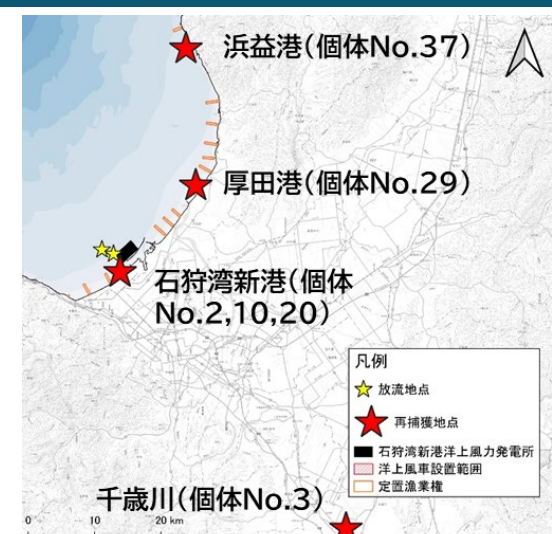 浜益港(個体No.37)
厚田港(個体No.29)
石狩湾新港(個体
No.2,10,20)
凡例
放流地点
再捕獲地点
石狩湾新港洋上風力発電所
洋上風車設置範囲
定置漁業権
千歳川(個体No.3)
0 10 20 km